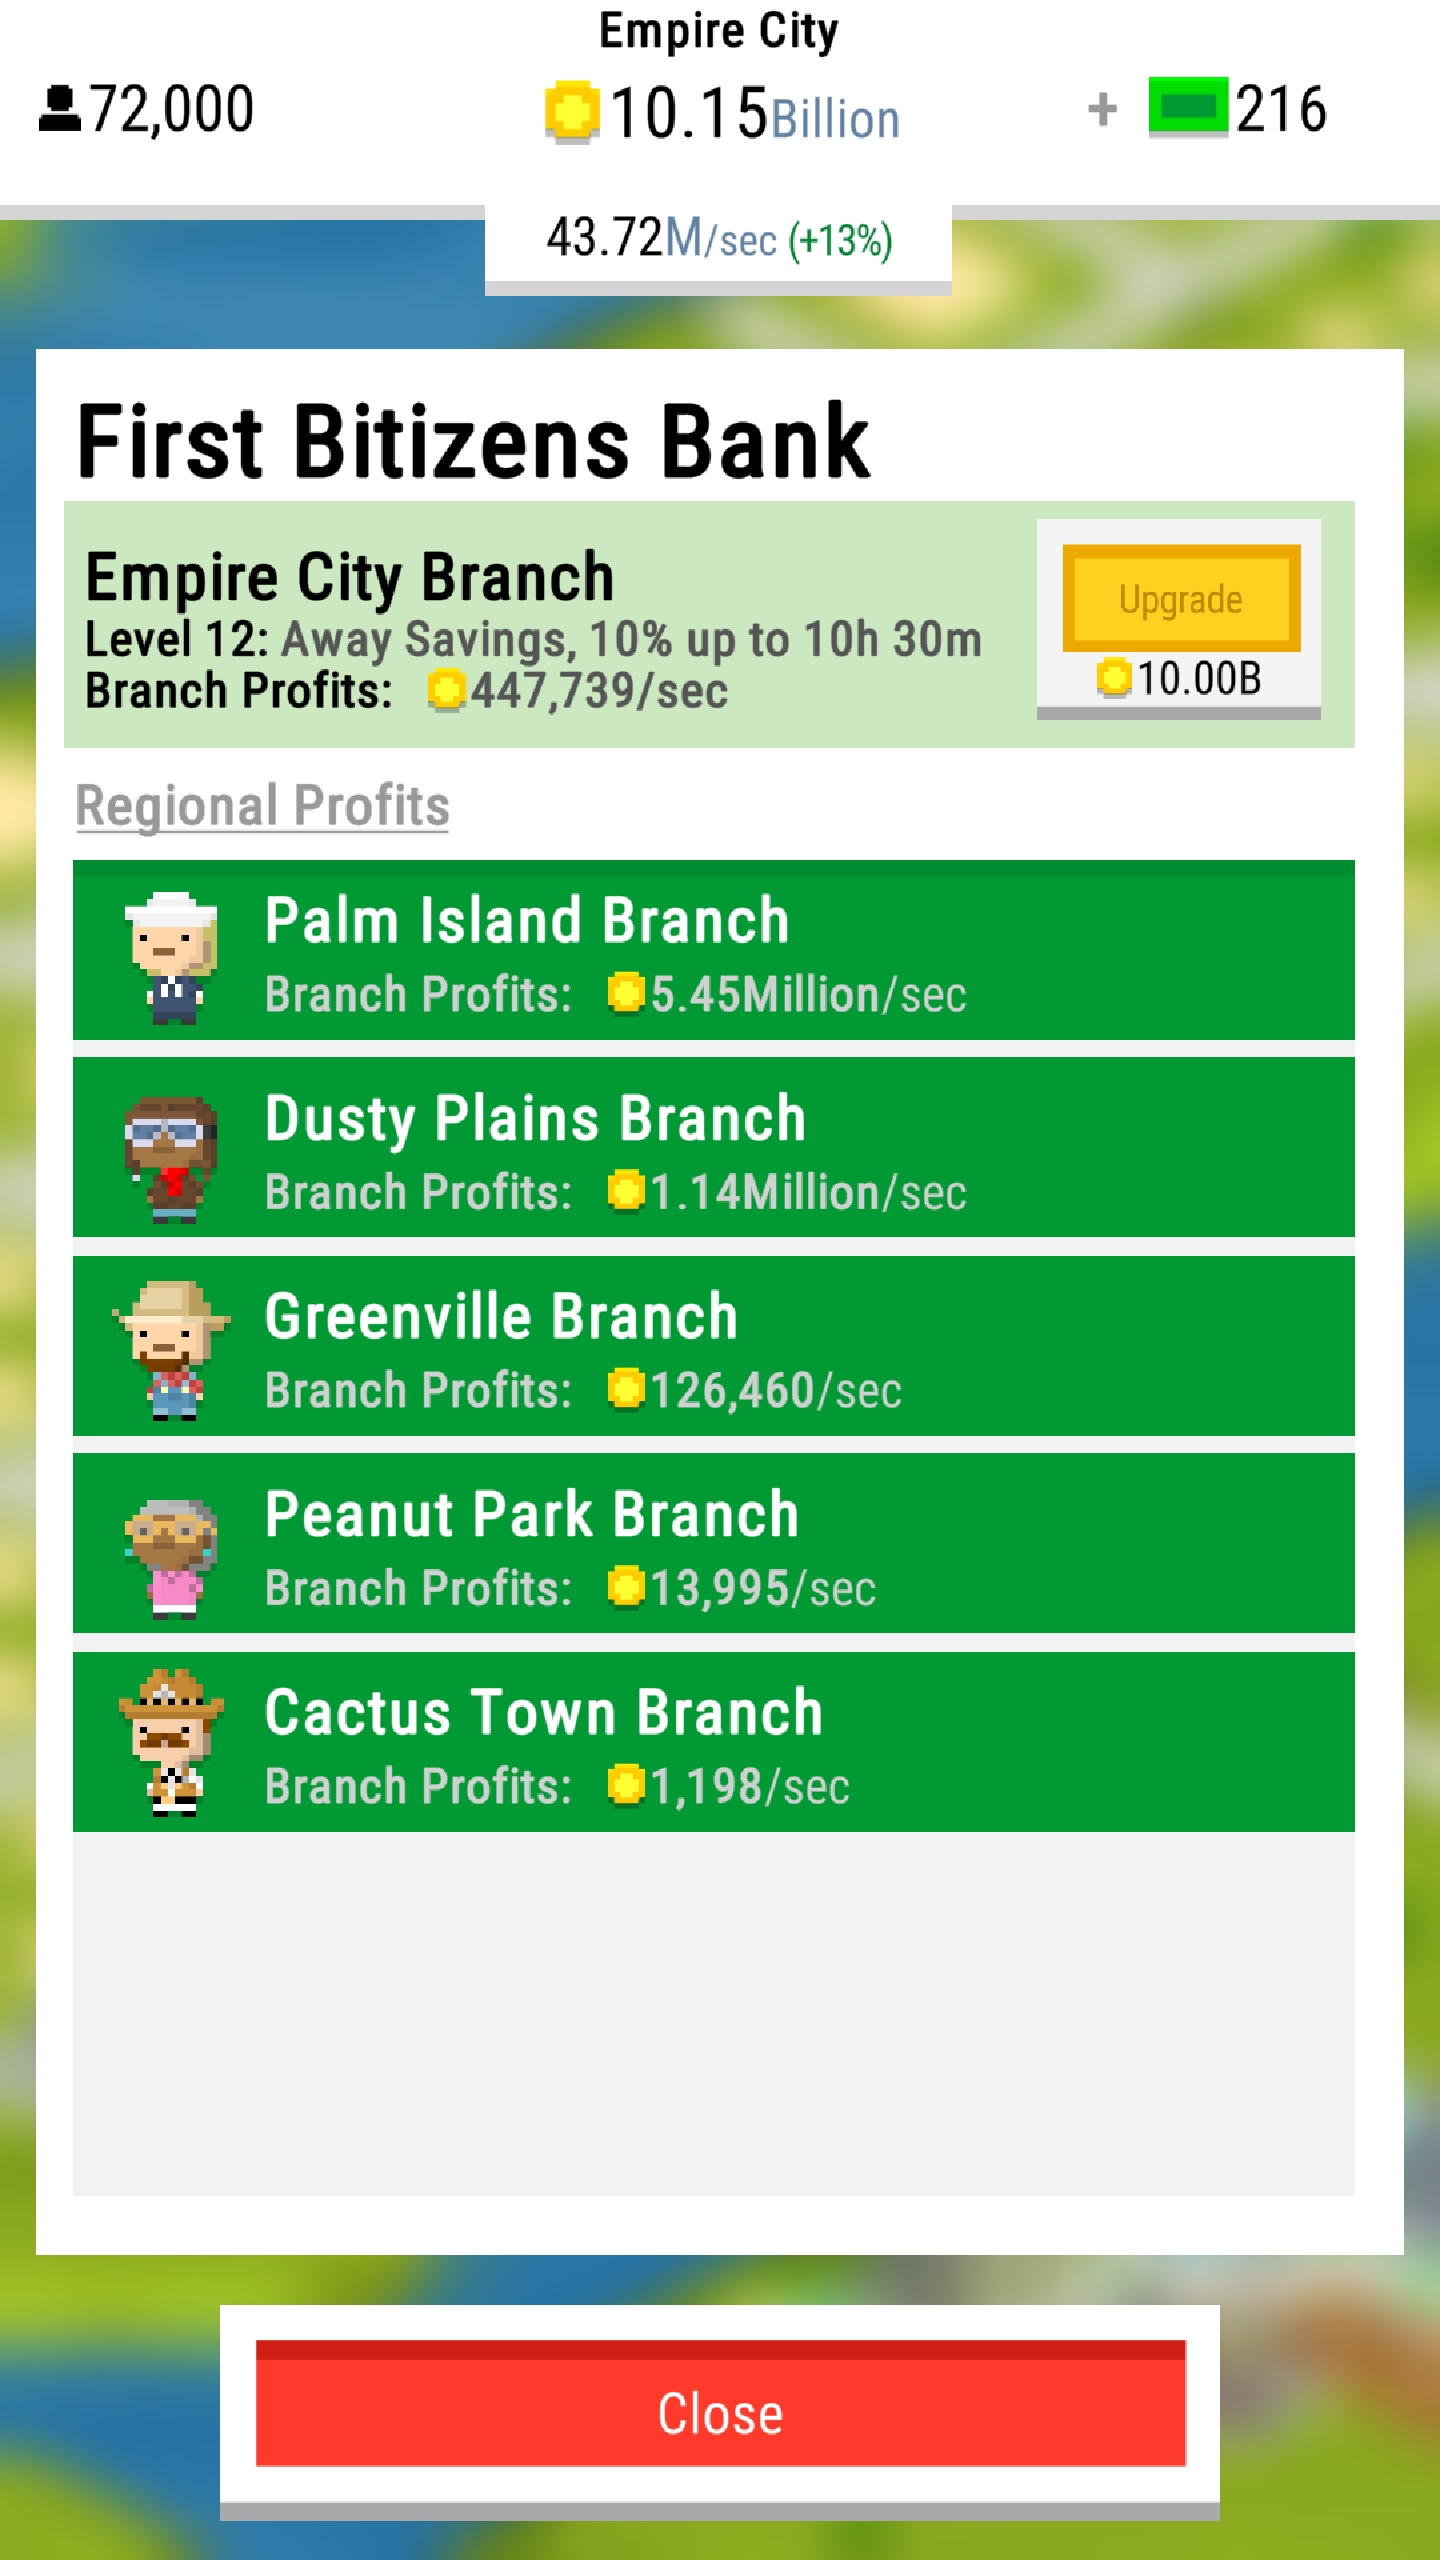 Empire City
72,000
10.15Billion
+ 216
43.72M/sec (+13%)
First Bitizens Bank
Empire City Branch
Level 12: Away Savings, 10% up to 10h 30m
Branch Profits: 447,739/sec
Upgrade
10.00B
Regional Profits
Palm Island Branch
Branch Profits: 5.45Million/sec
Dusty Plains Branch
Branch Profits: 1.14Million/sec
Greenville Branch
Branch Profits: 126,460/sec
Peanut Park Branch
Branch Profits: 13,995/sec
Cactus Town Branch
Branch Profits: 1,198/sec
Close